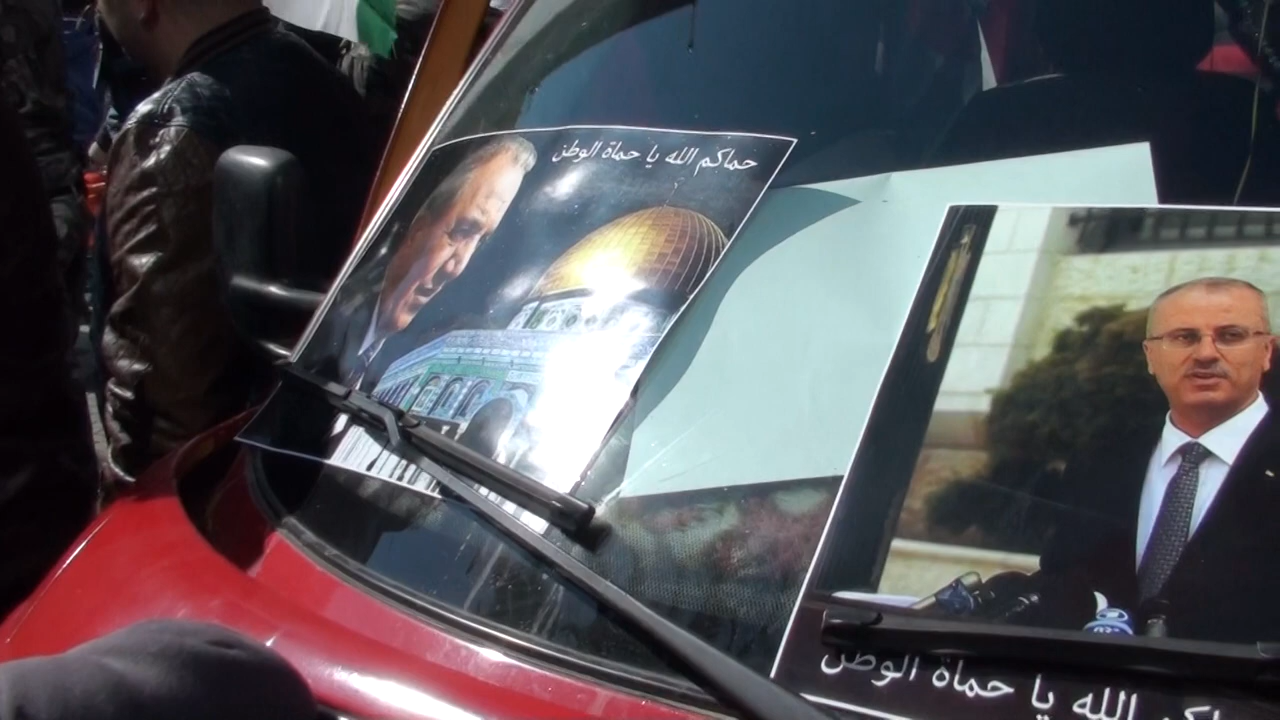 حماكم الله يا حماة الوطن
الله يا حماة الوطن